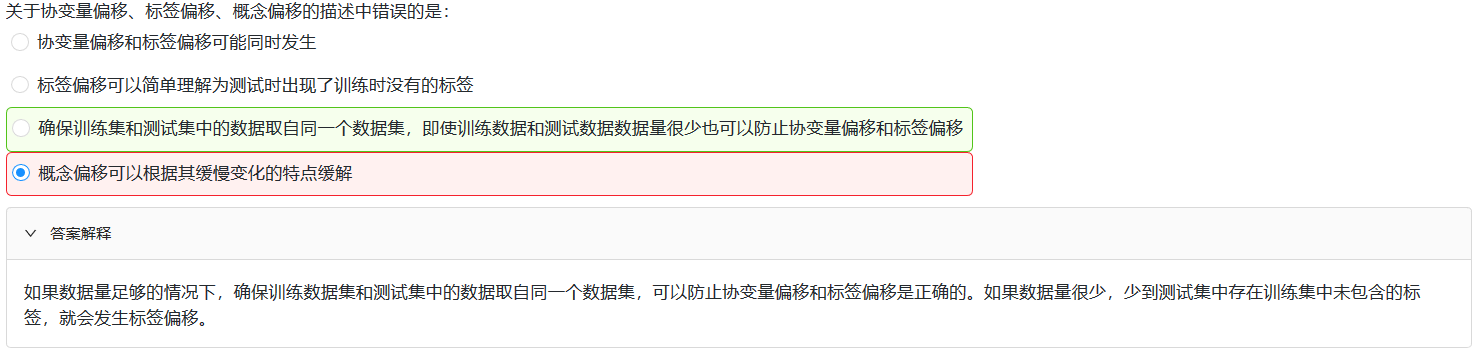 关于协变量偏移、标签偏移、概念偏移的描述中错误的是：
协变量偏移和标签偏移可能同时发生
标签偏移可以简单理解为测试时出现了训练时没有的标签
确保训练集和测试集中的数据取自同一个数据集，即使训练数据和测试数据数据量很少也可以防止协变量偏移和标签偏移
概念偏移可以根据其缓慢变化的特点缓解
答案解释
如果数据量足够的情况下，确保训练数据集和测试集中的数据取自同一个数据集，可以防止协变量偏移和标签偏移是正确的。如果数据量很少，少到测试集中存在训练集中未包含的标
签，就会发生标签偏移。